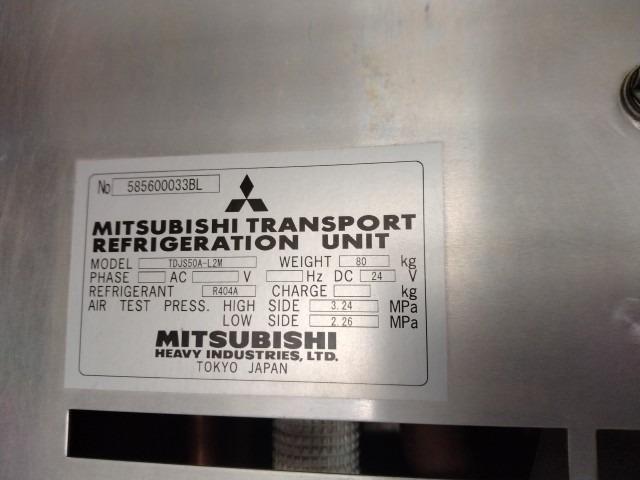 No 585600033BL
MITSUBISHI TRANSPORT
REFRIGERATION UNIT
MODEL TDJS50A-L2M WEIGHT 80 kg
PHASE AC V Hz DC 24 V
REFRIGERANT R404A CHARGE kg
AIR TEST PRESS. HIGH SIDE 3.24 MPa
LOW SIDE 2.26 MPa
MITSUBISHI
HEAVY INDUSTRIES, LTD.
TOKYO JAPAN